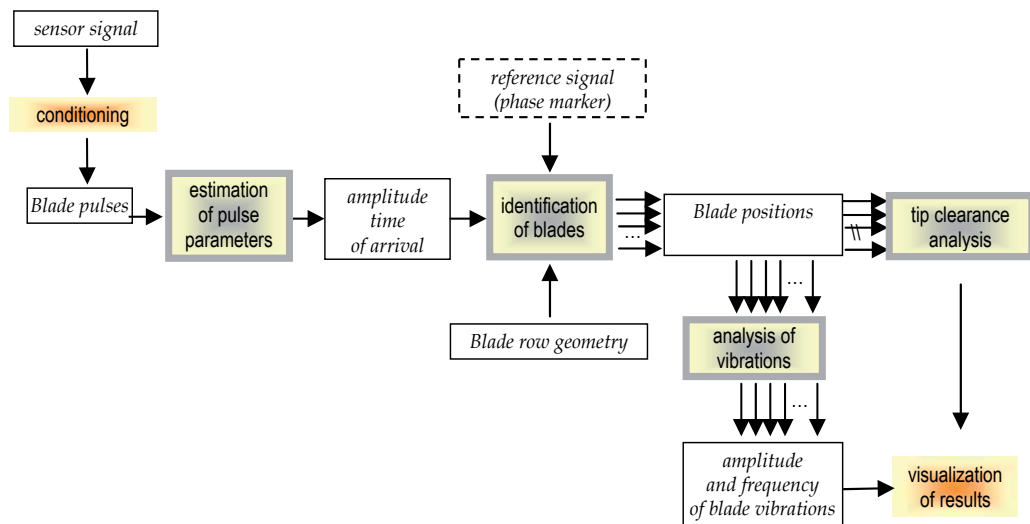 sensor signal
conditioning
Blade pulses
estimation
of pulse
parameters
amplitude
time
of arrival
reference signal
(phase marker)
identification
of blades
Blade row geometry
...
Blade positions
tip clearance
analysis
...
analysis of
vibrations
...
amplitude
and frequency
of blade vibrations
visualization
of results